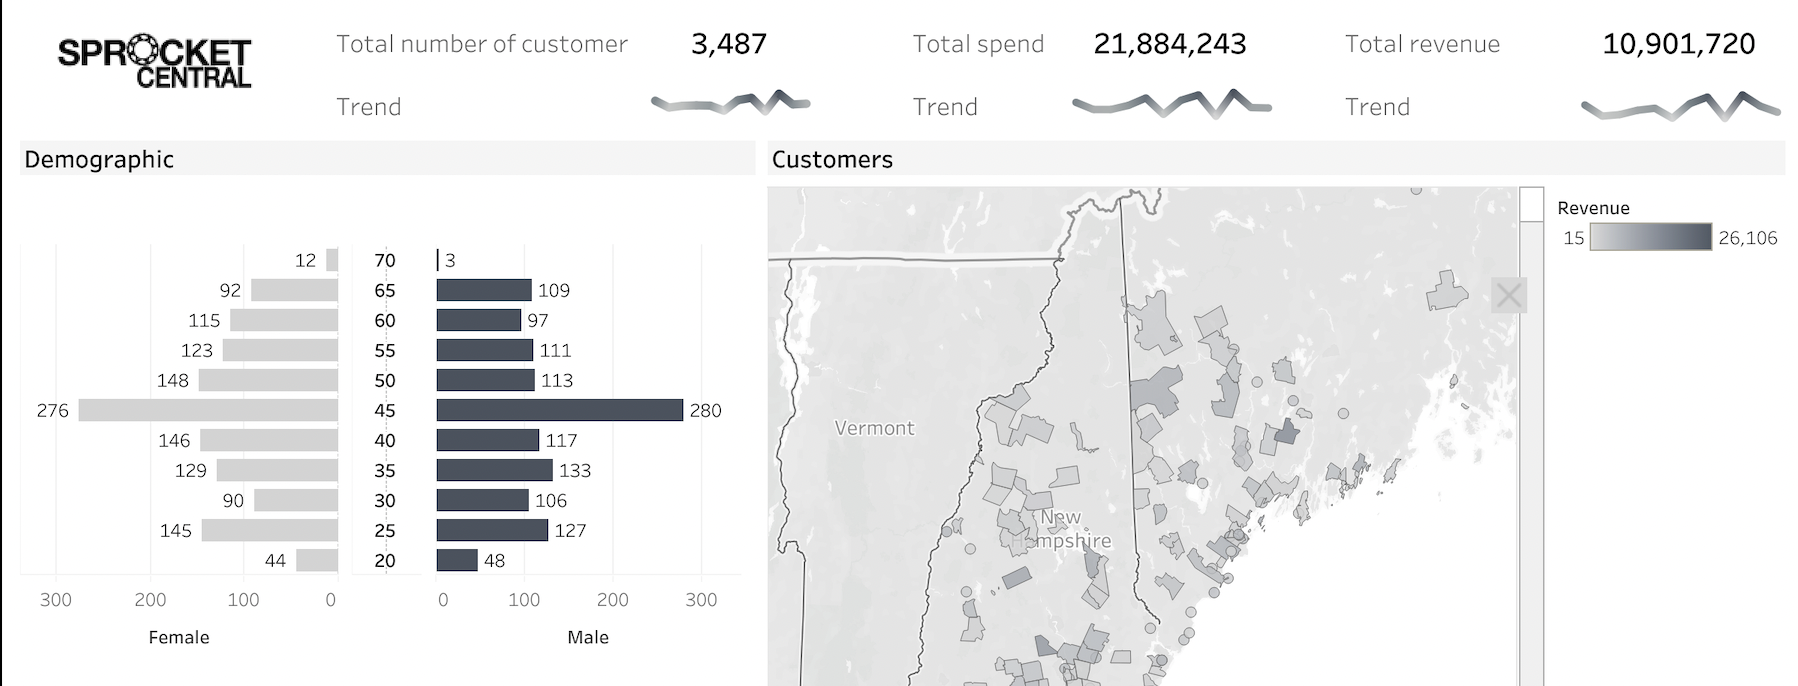 SPROCKET
CENTRAL
Total number of customer 3,487
Trend
Total spend 21,884,243
Trend
Total revenue 10,901,720
Trend
Demographic
12 70 3
92 65 109
115 60 97
123 55 111
148 50 113
276 45 280
146 40 117
129 35 133
90 30 106
145 25 127
44 20 48
300 200 100 0 0 100 200 300
Female Male
Customers
Vermont
New
Hampshire
Revenue
15 26,106